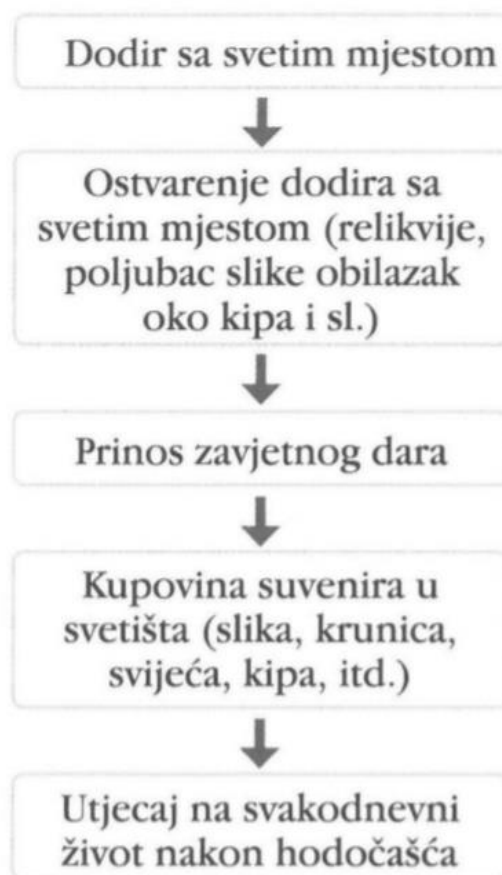 Dodir sa svetim mjestom
Ostvarenje dodira sa
svetim mjestom (relikvije,
poljubac slike obilazak
oko kipa i sl.)
Prinos zavjetnog dara
Kupovina suvenira u
svetišta (slika, krunica,
svijeća, kipa, itd.)
Utjecaj na svakodnevni
život nakon hodočašća